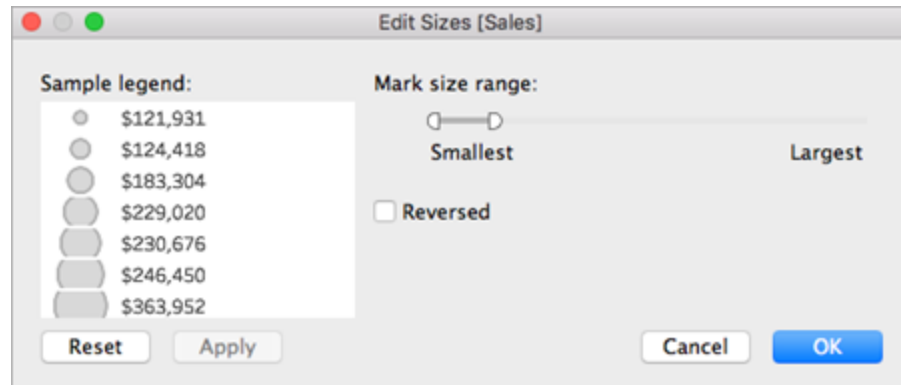 Edit Sizes [Sales]
Sample legend:
$121,931
$124,418
$183,304
$229,020
$230,676
$246,450
$363,952
Mark size range:
Smallest Largest
Reversed
Reset Apply Cancel OK